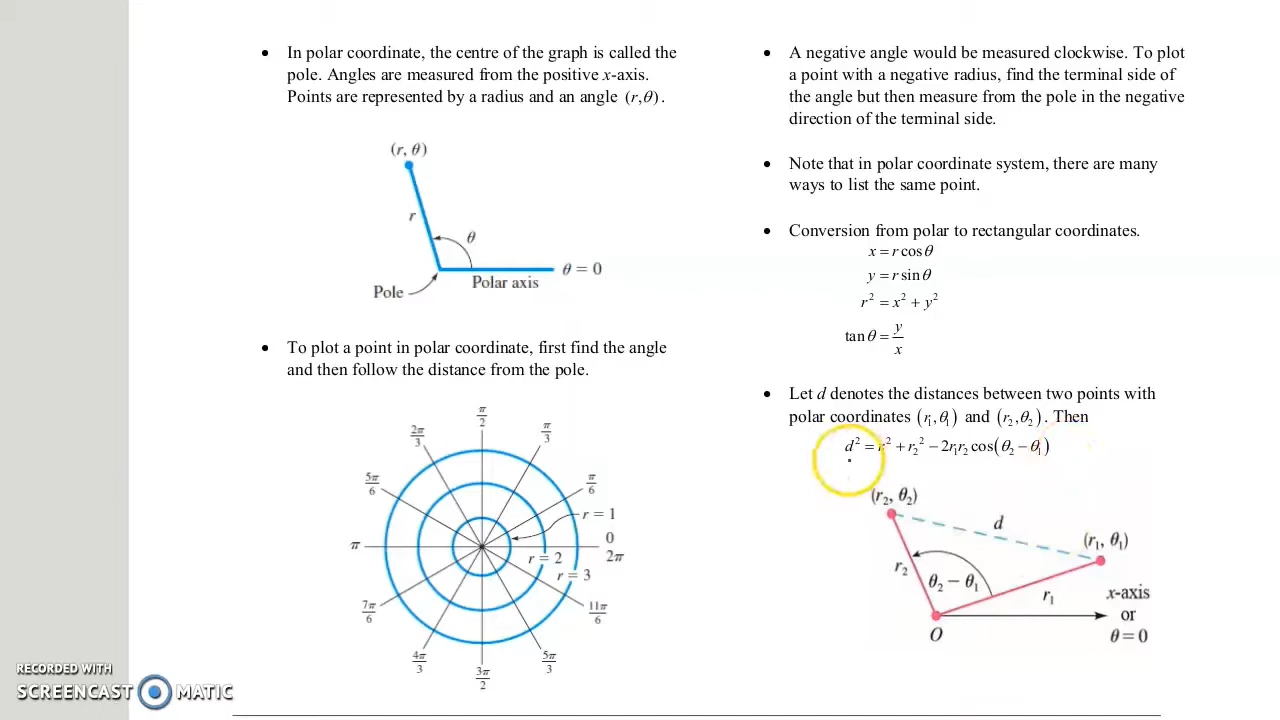 • In polar coordinate, the centre of the graph is called the
pole. Angles are measured from the positive x-axis.
Points are represented by a radius and an angle (r,θ).
(r, θ)
r
θ
θ = 0
Polar axis
Pole
• To plot a point in polar coordinate, first find the angle
and then follow the distance from the pole.
π/2
2π/3
π/3
5π/6
π/6
r = 1
π
0
2π
r = 2
r = 3
7π/6
11π/6
4π/3
3π/2
5π/3
• A negative angle would be measured clockwise. To plot
a point with a negative radius, find the terminal side of
the angle but then measure from the pole in the negative
direction of the terminal side.
• Note that in polar coordinate system, there are many
ways to list the same point.
• Conversion from polar to rectangular coordinates.
x = r cos θ
y = r sin θ
r² = x² + y²
tan θ = y/x
• Let d denotes the distances between two points with
polar coordinates (r₁,θ₁) and (r₂,θ₂). Then
d² = r₁² + r₂² − 2r₁r₂ cos(θ₂ − θ₁)
(r₂, θ₂)
d
(r₁, θ₁)
r₂
θ₂ − θ₁
r₁
x-axis
or
θ = 0
O
RECORDED WITH
SCREENCAST MATIC